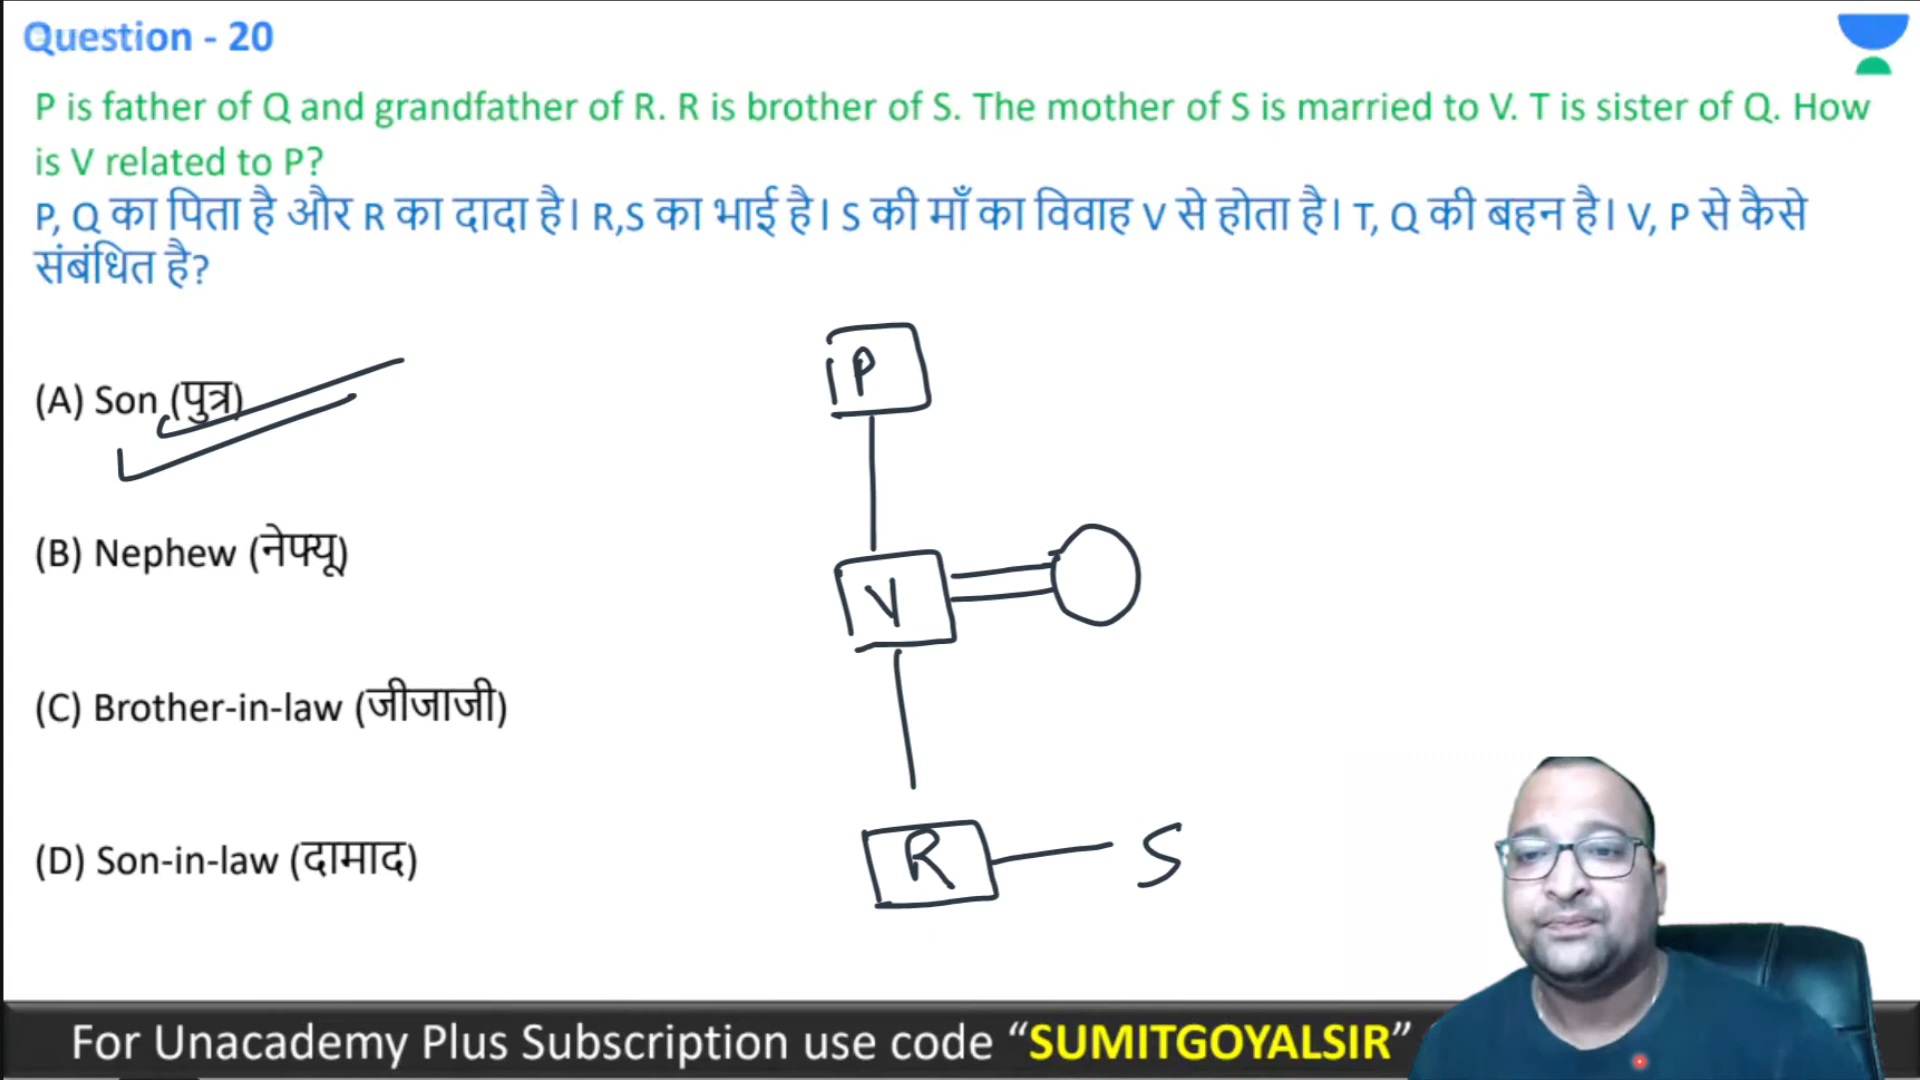 Question - 20
P is father of Q and grandfather of R. R is brother of S. The mother of S is married to V. T is sister of Q. How
is V related to P?
P, Q का पिता है और R का दादा है। R,S का भाई है। S की माँ का विवाह V से होता है। T, Q की बहन है। V, P से कैसे
संबंधित है?
(A) Son (पुत्र)
(B) Nephew (नेफ्यू)
(C) Brother-in-law (जीजाजी)
(D) Son-in-law (दामाद)
P
V
R S
For Unacademy Plus Subscription use code “SUMITGOYALSIR”